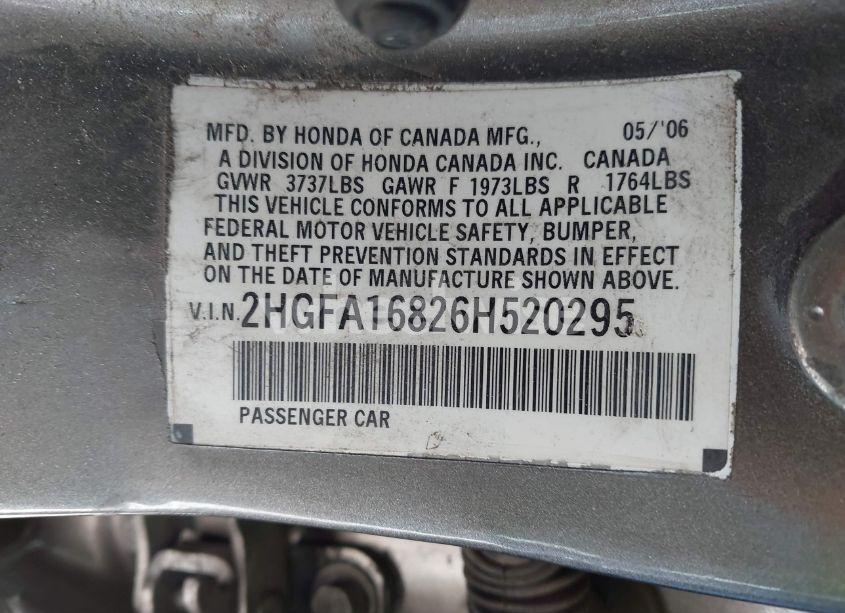 MFD. BY HONDA OF CANADA MFG., 05/'06
A DIVISION OF HONDA CANADA INC. CANADA
GVWR 3737LBS GAWR F 1973LBS R 1764LBS
THIS VEHICLE CONFORMS TO ALL APPLICABLE
FEDERAL MOTOR VEHICLE SAFETY, BUMPER,
AND THEFT PREVENTION STANDARDS IN EFFECT
ON THE DATE OF MANUFACTURE SHOWN ABOVE.
V.I.N. 2HGFA16826H520295
PASSENGER CAR